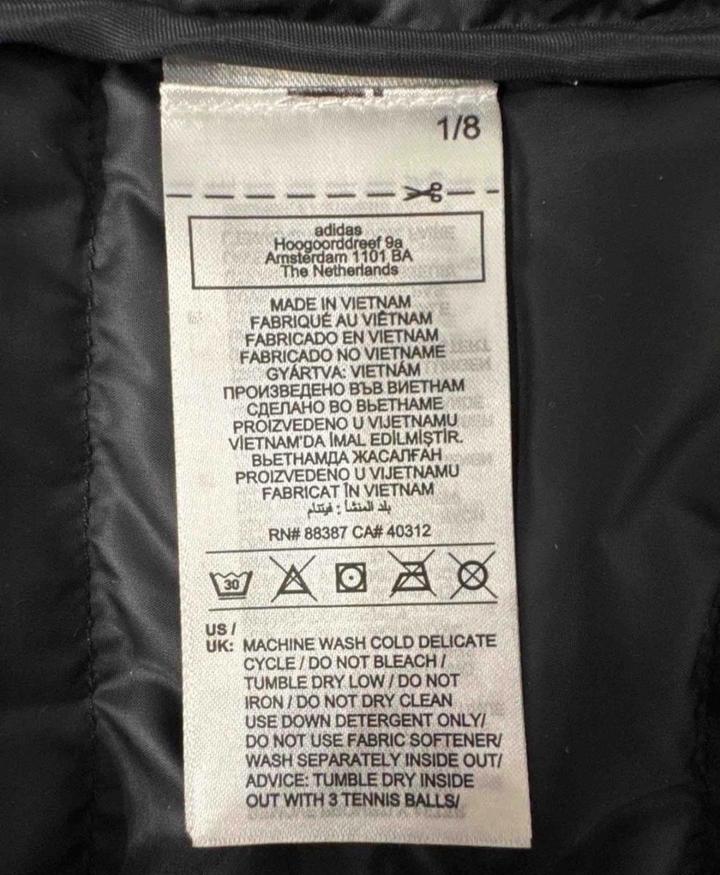 1/8
adidas
Hoogoorddreef 9a
Amsterdam 1101 BA
The Netherlands
MADE IN VIETNAM
FABRIQUÉ AU VIÊTNAM
FABRICADO EN VIETNAM
FABRICADO NO VIETNAME
GYÁRTVA: VIETNÁM
ПРОИЗВЕДЕНО ВЪВ ВИЕТНАМ
СДЕЛАНО ВО ВЬЕТНАМЕ
PROIZVEDENO U VIJETNAMU
VİETNAM'DA İMAL EDİLMİŞTİR.
ВЬЕТНАМДА ЖАСАЛҒАН
PROIZVEDENO U VIJETNAMU
FABRICAT ÎN VIETNAM
بلد المنشأ : فيتنام
RN# 88387 CA# 40312
30
US /
UK: MACHINE WASH COLD DELICATE
CYCLE / DO NOT BLEACH /
TUMBLE DRY LOW / DO NOT
IRON / DO NOT DRY CLEAN
USE DOWN DETERGENT ONLY/
DO NOT USE FABRIC SOFTENER/
WASH SEPARATELY INSIDE OUT/
ADVICE: TUMBLE DRY INSIDE
OUT WITH 3 TENNIS BALLS/